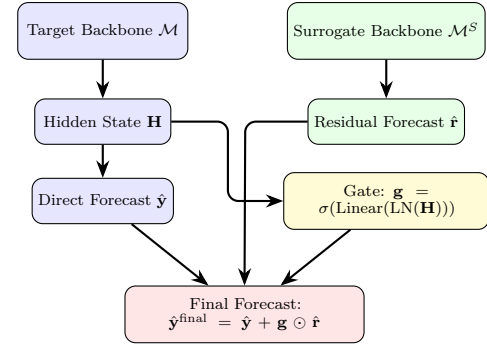 Target Backbone 𝓜
Surrogate Backbone 𝓜^S
Hidden State 𝐇
Residual Forecast 𝐫̂
Direct Forecast 𝐲̂
Gate: 𝐠 =
σ(Linear(LN(𝐇)))
Final Forecast:
𝐲̂^final = 𝐲̂ + 𝐠 ⊙ 𝐫̂